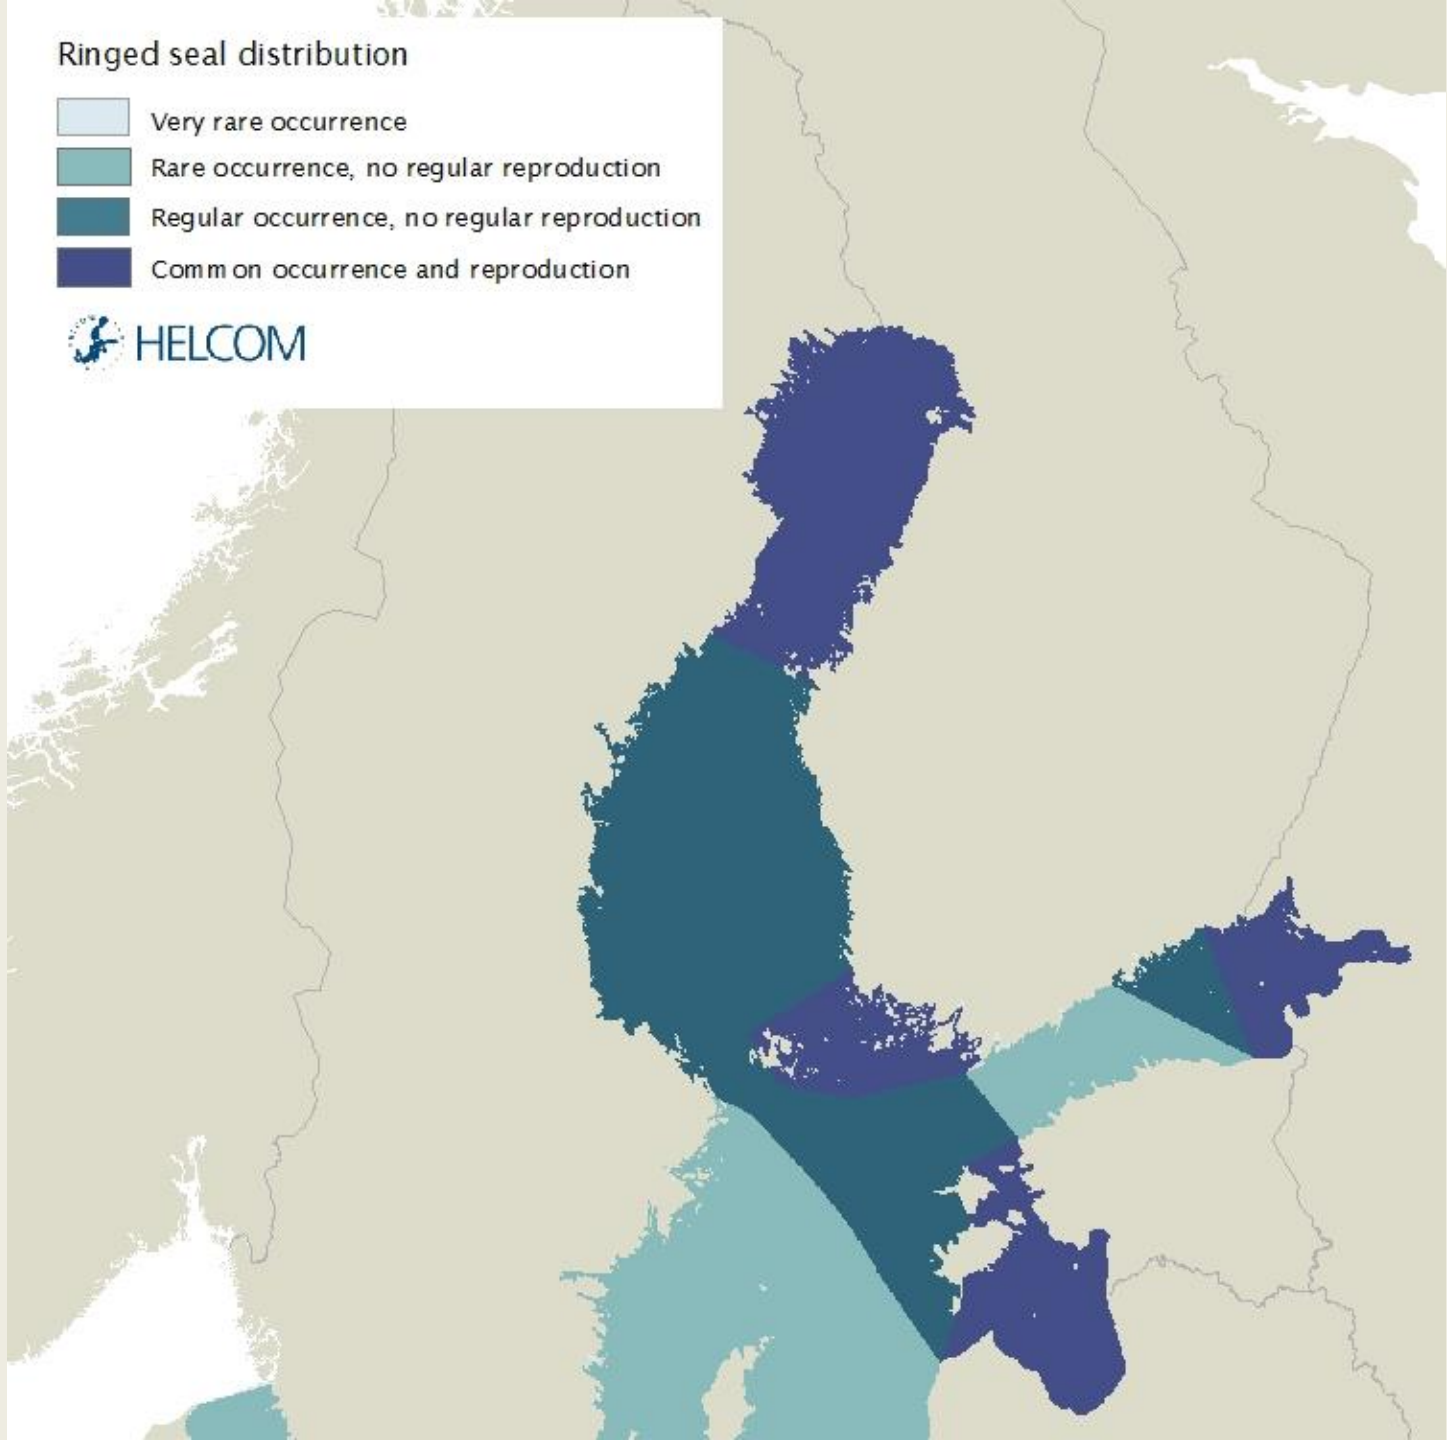 Ringed seal distribution
Very rare occurrence
Rare occurrence, no regular reproduction
Regular occurrence, no regular reproduction
Common occurrence and reproduction
HELCOM